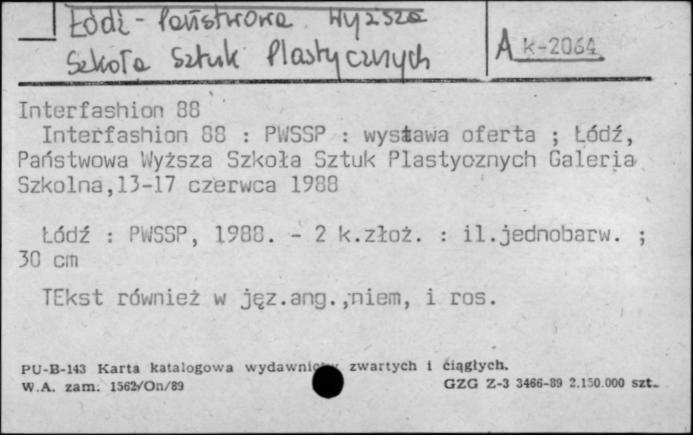 Łódź - Państwowa Wyższa
Szkoła Sztuk Plastycznych
A k-2064
Interfashion 88
Interfashion 88 : PWSSP : wystawa oferta ; Łódź,
Państwowa Wyższa Szkoła Sztuk Plastycznych Galeria
Szkolna,13-17 czerwca 1988
Łódź : PWSSP, 1988. - 2 k.złoż. : il.jednobarw. ;
30 cm
TEkst również w jęz.ang.,niem, i ros.
PU-B-143 Karta katalogowa wydawnictw zwartych i ciągłych.
W.A. zam. 1562/On/89 GZG Z-3 3466-89 2.150.000 szt.